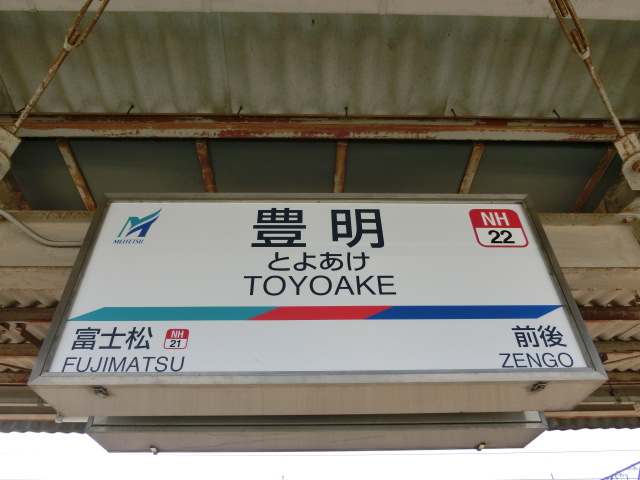 MEITETSU
豊明
とよあけ
TOYOAKE
NH
22
富士松
NH
21
FUJIMATSU
前後
ZENGO